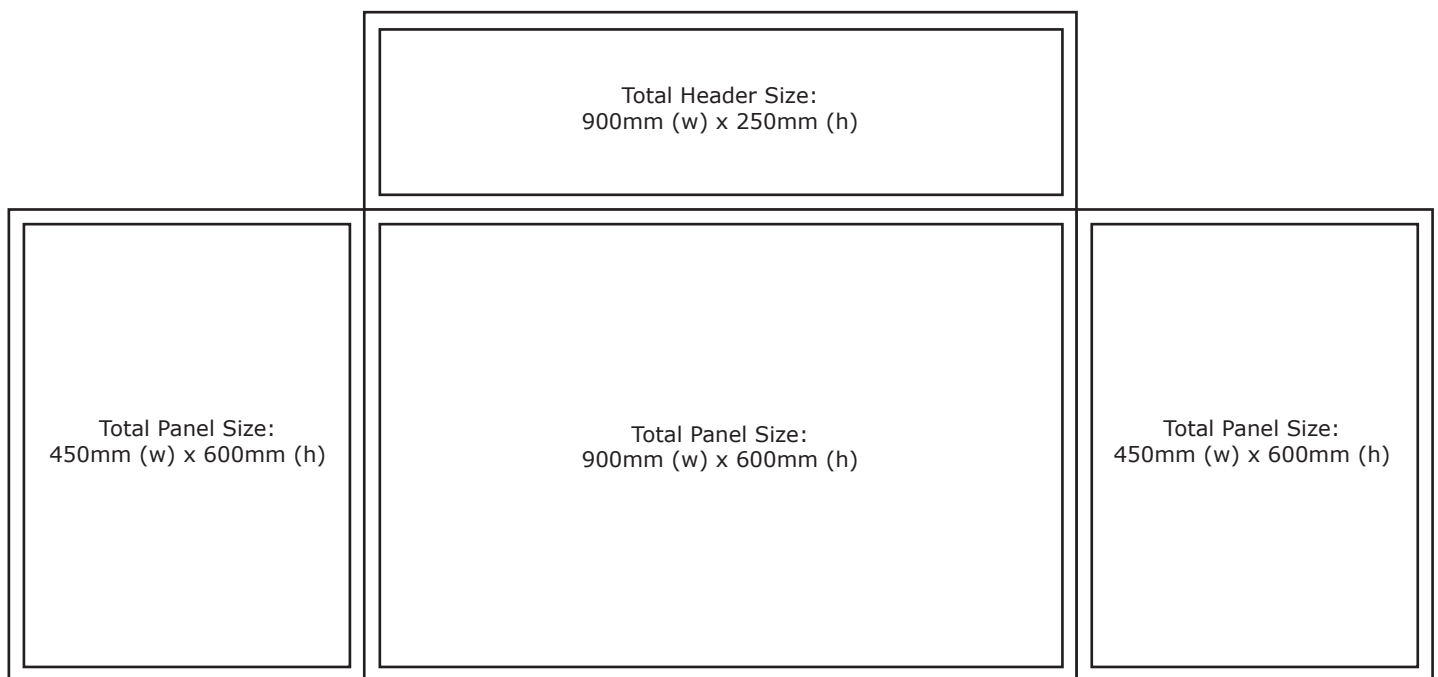 Total Header Size:
900mm (w) x 250mm (h)
Total Panel Size:
450mm (w) x 600mm (h)
Total Panel Size:
900mm (w) x 600mm (h)
Total Panel Size:
450mm (w) x 600mm (h)